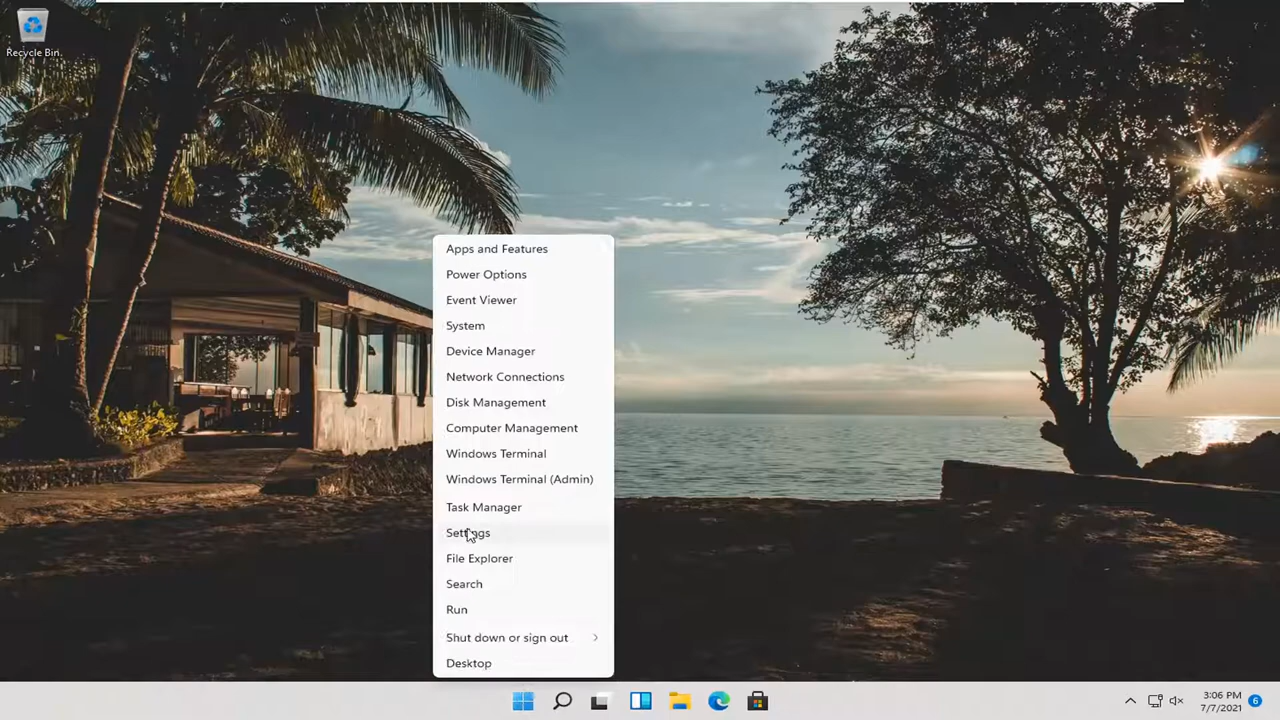 Recycle Bin
Apps and Features
Power Options
Event Viewer
System
Device Manager
Network Connections
Disk Management
Computer Management
Windows Terminal
Windows Terminal (Admin)
Task Manager
Settings
File Explorer
Search
Run
Shut down or sign out
Desktop
3:06 PM
7/7/2021
6